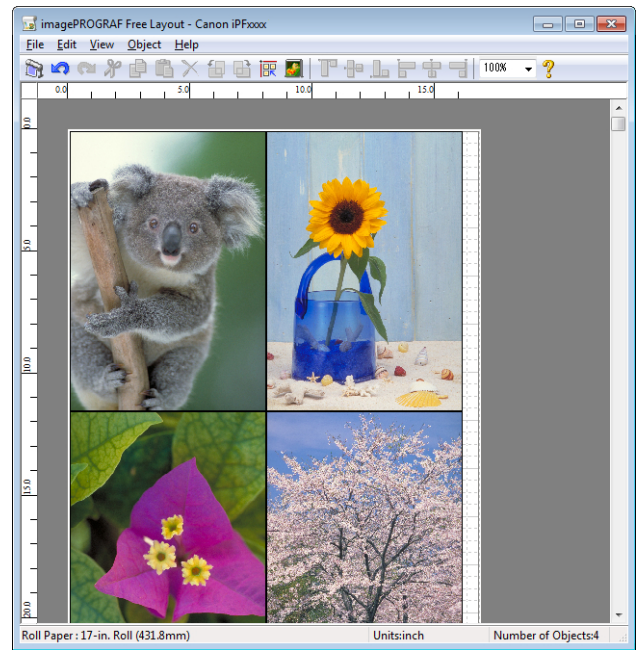 imagePROGRAF Free Layout - Canon iPFxxxx
File Edit View Object Help
100%
0.0 5.0 10.0 15.0
0.0
5.0
10.0
15.0
20.0
Roll Paper : 17-in. Roll (431.8mm) Units:inch Number of Objects:4